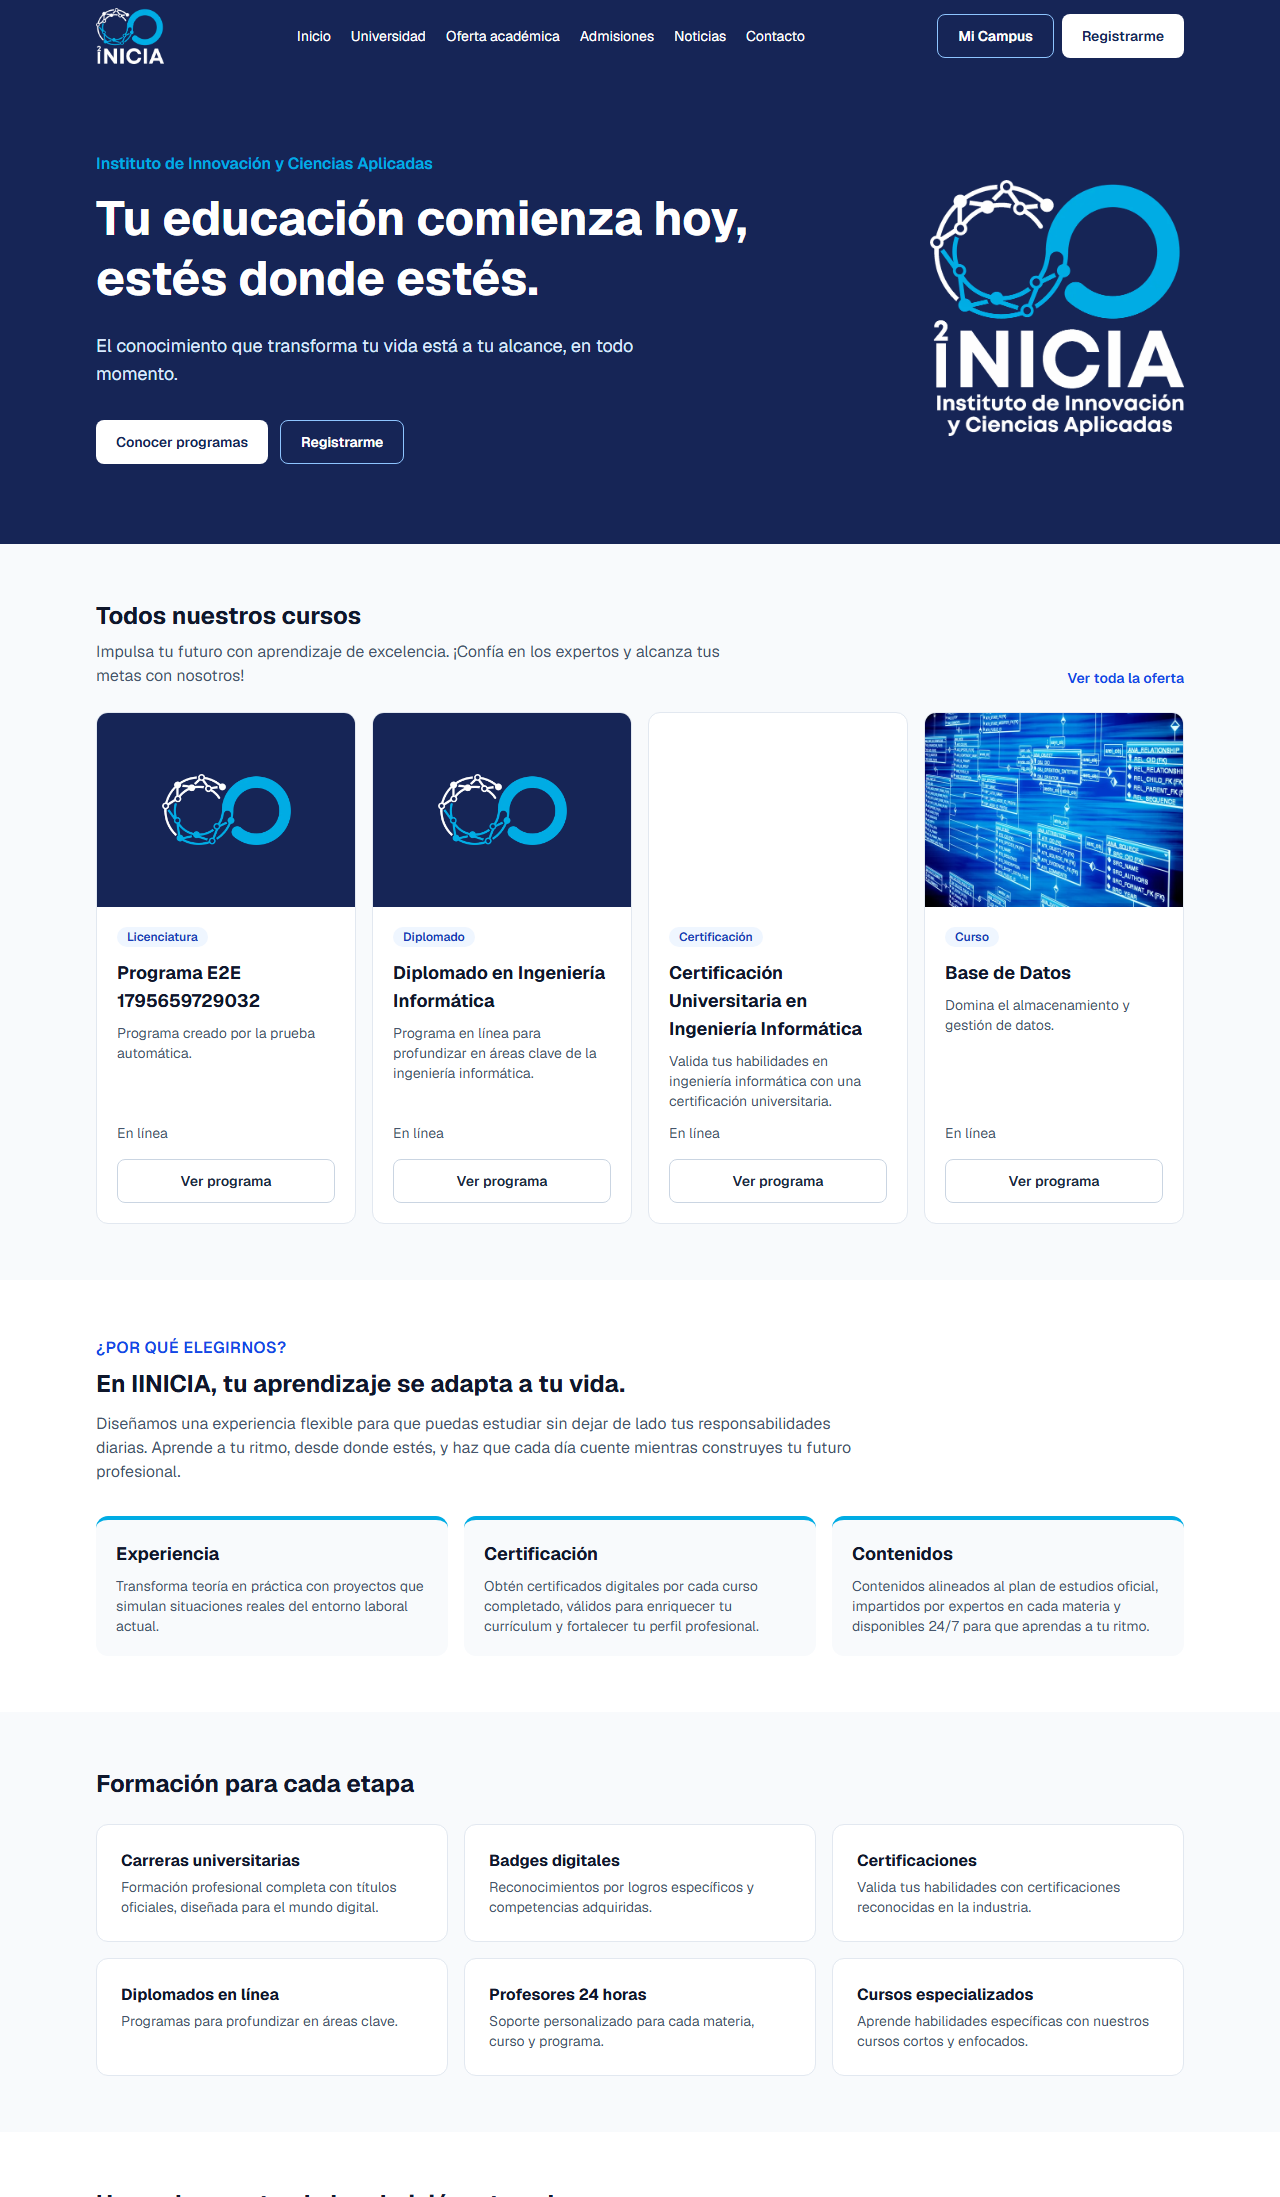 ²iNICIA
Inicio
Universidad
Oferta académica
Admisiones
Noticias
Contacto
Mi Campus
Registrarme
Instituto de Innovación y Ciencias Aplicadas
Tu educación comienza hoy,
estés donde estés.
El conocimiento que transforma tu vida está a tu alcance, en todo
momento.
Conocer programas
Registrarme
²iNICIA
Instituto de Innovación
y Ciencias Aplicadas
Todos nuestros cursos
Impulsa tu futuro con aprendizaje de excelencia. ¡Confía en los expertos y alcanza tus
metas con nosotros!
Ver toda la oferta
Licenciatura
Programa E2E
1795659729032
Programa creado por la prueba
automática.
En línea
Ver programa
Diplomado
Diplomado en Ingeniería
Informática
Programa en línea para
profundizar en áreas clave de la
ingeniería informática.
En línea
Ver programa
Certificación
Certificación
Universitaria en
Ingeniería Informática
Valida tus habilidades en
ingeniería informática con una
certificación universitaria.
En línea
Ver programa
Curso
Base de Datos
Domina el almacenamiento y
gestión de datos.
En línea
Ver programa
¿POR QUÉ ELEGIRNOS?
En IINICIA, tu aprendizaje se adapta a tu vida.
Diseñamos una experiencia flexible para que puedas estudiar sin dejar de lado tus responsabilidades
diarias. Aprende a tu ritmo, desde donde estés, y haz que cada día cuente mientras construyes tu futuro
profesional.
Experiencia
Transforma teoría en práctica con proyectos que
simulan situaciones reales del entorno laboral
actual.
Certificación
Obtén certificados digitales por cada curso
completado, válidos para enriquecer tu
currículum y fortalecer tu perfil profesional.
Contenidos
Contenidos alineados al plan de estudios oficial,
impartidos por expertos en cada materia y
disponibles 24/7 para que aprendas a tu ritmo.
Formación para cada etapa
Carreras universitarias
Formación profesional completa con títulos
oficiales, diseñada para el mundo digital.
Badges digitales
Reconocimientos por logros específicos y
competencias adquiridas.
Certificaciones
Valida tus habilidades con certificaciones
reconocidas en la industria.
Diplomados en línea
Programas para profundizar en áreas clave.
Profesores 24 horas
Soporte personalizado para cada materia,
curso y programa.
Cursos especializados
Aprende habilidades específicas con nuestros
cursos cortos y enfocados.